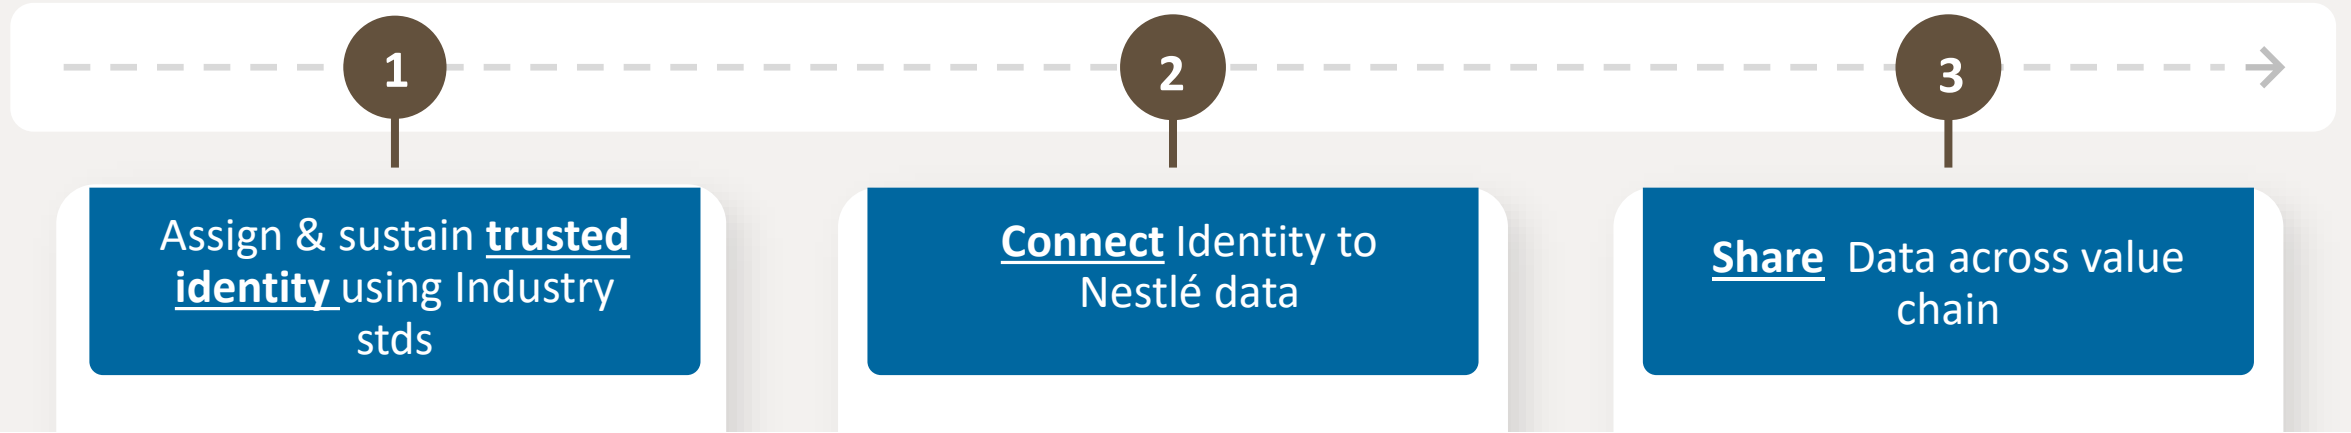 1
2
3
Assign & sustain trusted
identity using Industry
stds
Connect Identity to
Nestlé data
Share Data across value
chain